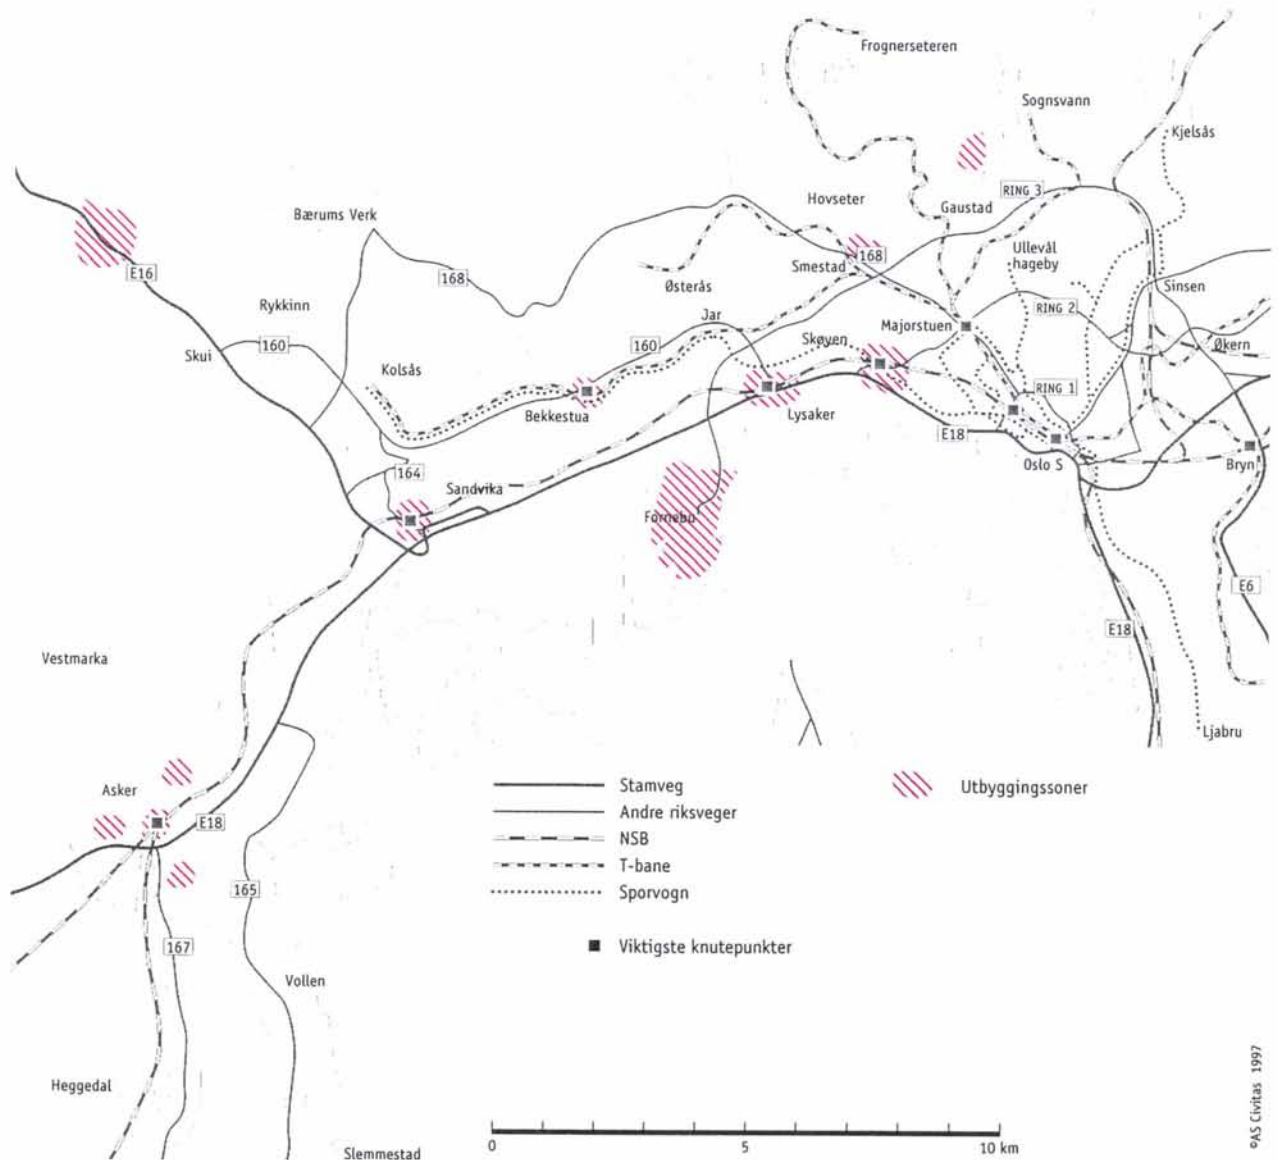 Frognerseteren
Sognsvann
Kjelsås
RING 3
Hovseter
Gaustad
Bærums Verk
Ullevål
hageby
168
E16
168
Smestad
Østerås
Sinsen
Rykkinn
RING 2
Jar
Majorstuen
Skøyen
160
160
Skui
Økern
Kolsås
RING 1
Bekkestua
Lysaker
E18
Oslo S
Bryn
164
Sandvika
Fornebu
E6
E18
Vestmarka
Ljabru
Asker
E18
Stamveg
Andre riksveger
NSB
T-bane
Sporvogn
Viktigste knutepunkter
Utbyggingssoner
165
167
Vollen
Heggedal
Slemmestad
0
5
10 km
©AS Civitas 1997